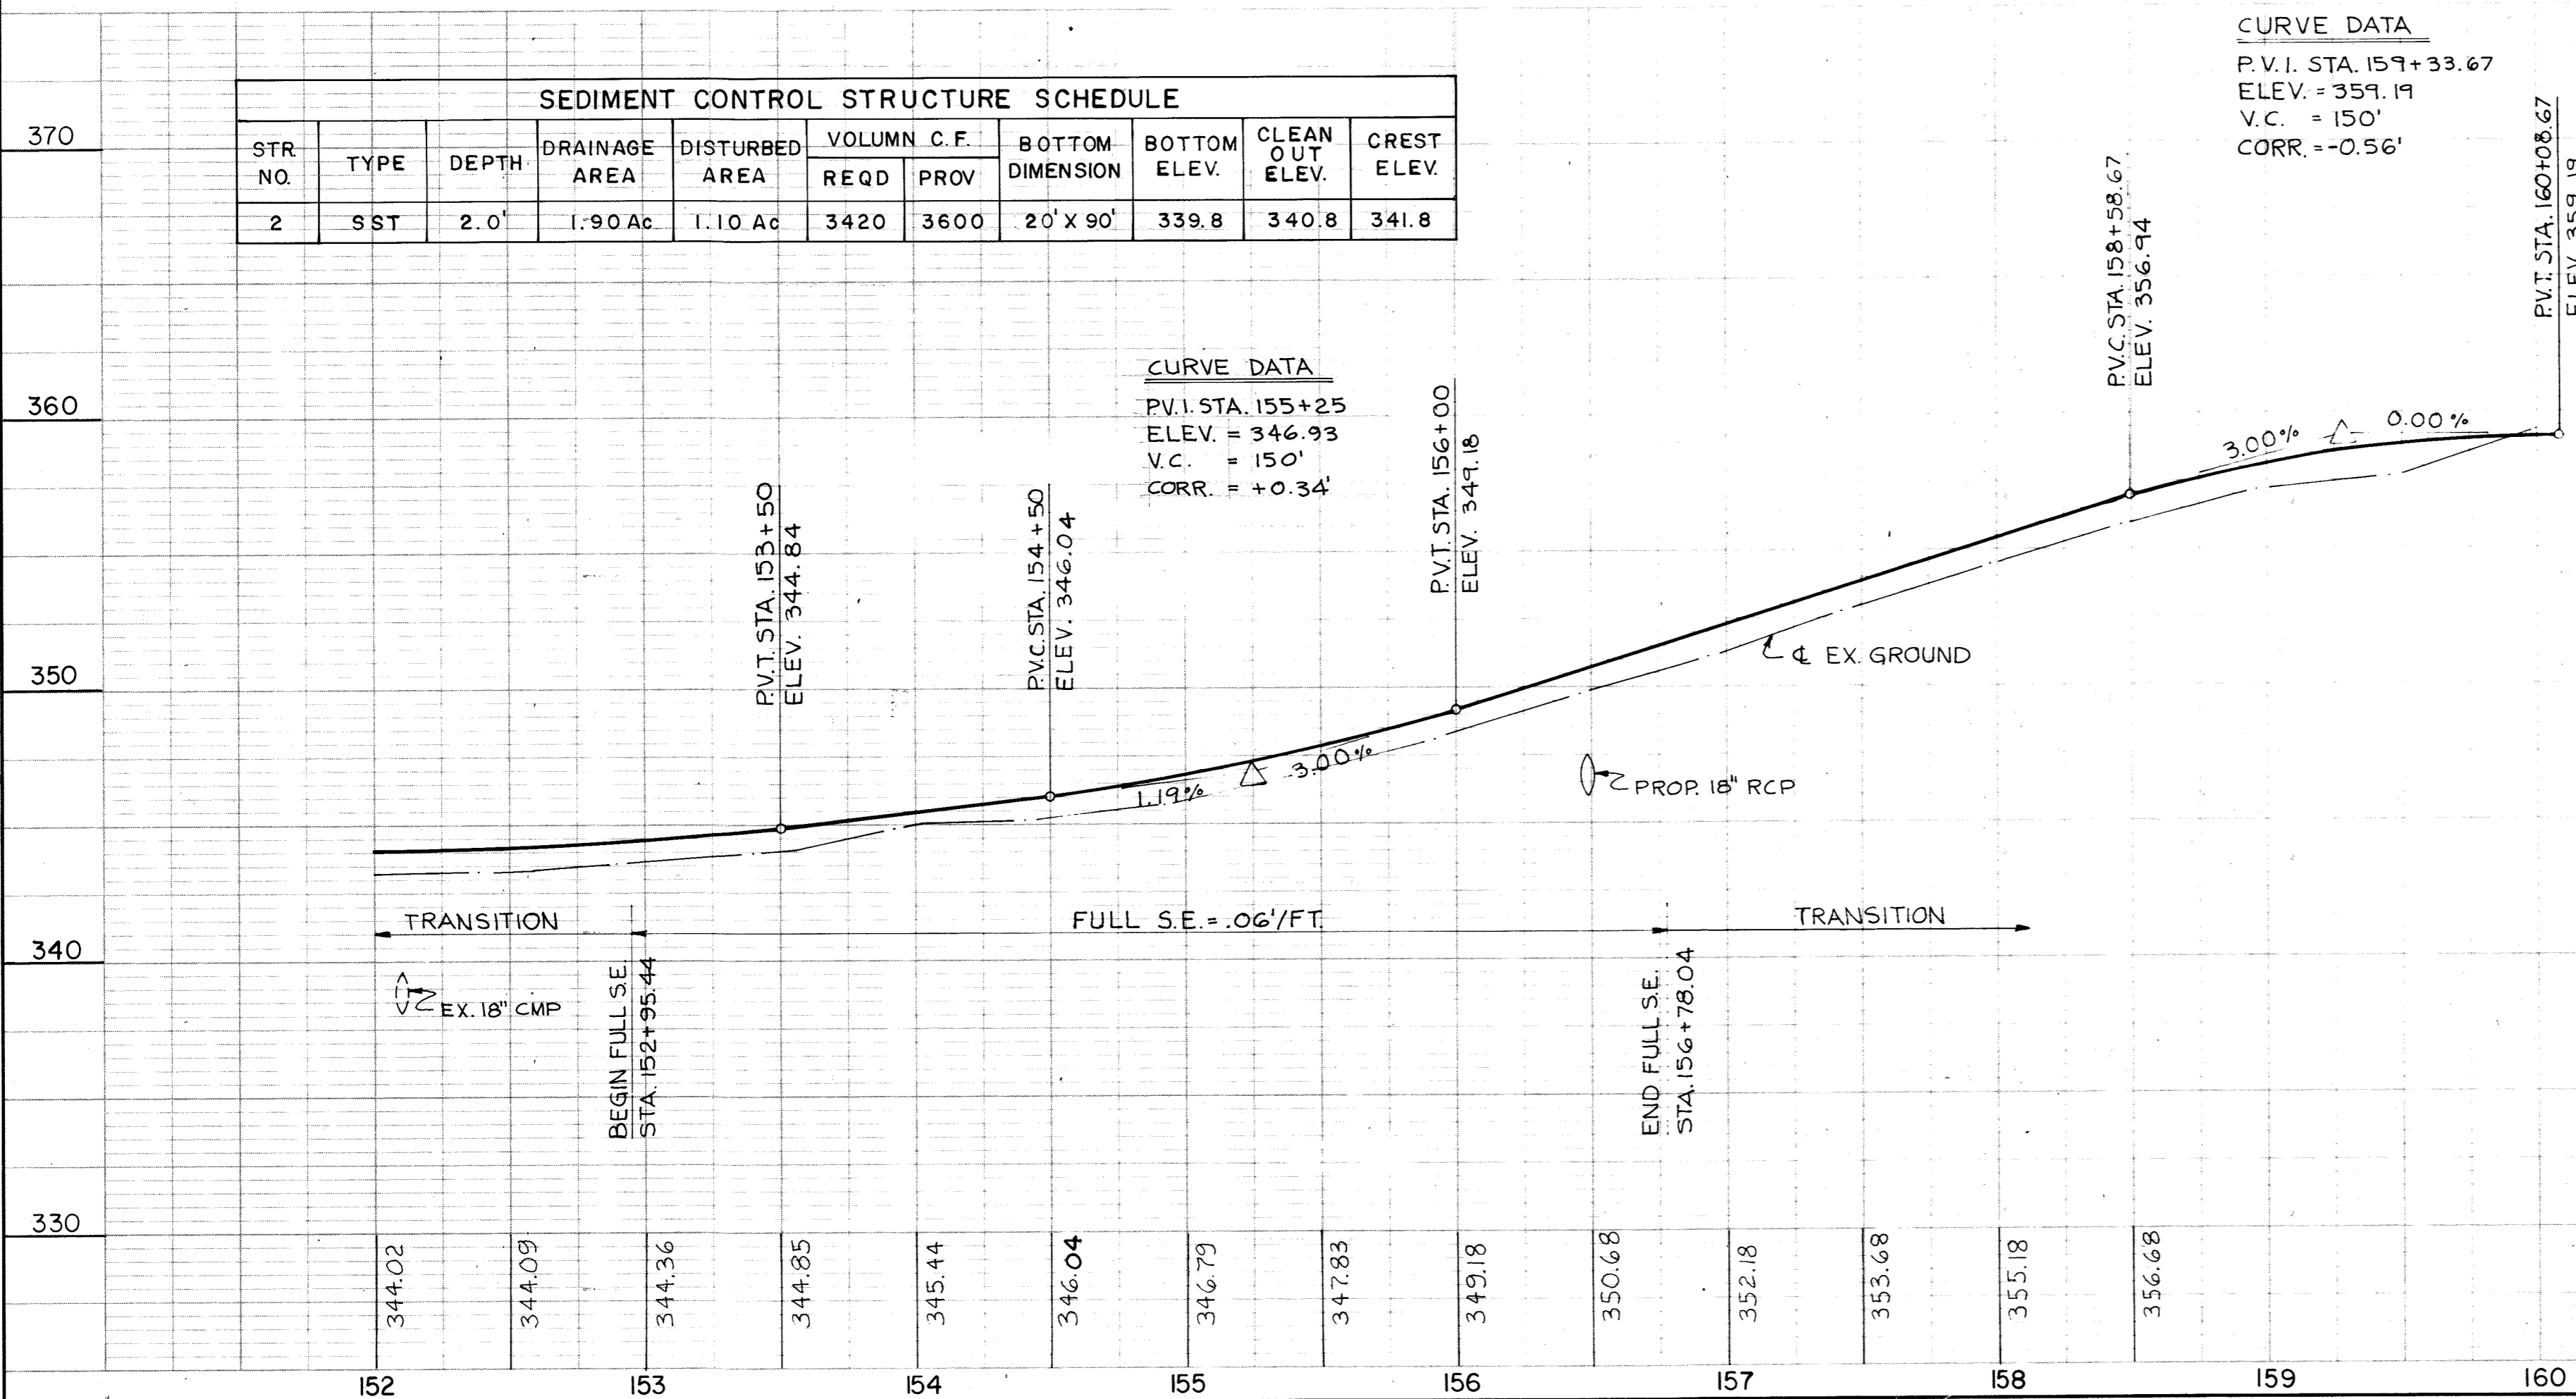 CURVE DATA
P.V.I. STA. 159+33.67
ELEV. = 359.19
V.C. = 150'
CORR. = -0.56'
SEDIMENT CONTROL STRUCTURE SCHEDULE
STR. NO. TYPE DEPTH DRAINAGE AREA DISTURBED AREA VOLUMN C.F. REQD PROV BOTTOM DIMENSION BOTTOM ELEV. CLEAN OUT ELEV. CREST ELEV.
2 SST 2.0' 1.90 Ac 1.10 Ac 3420 3600 20' X 90' 339.8 340.8 341.8
370
360
350
340
330
P.V.T. STA. 153+50
ELEV. 344.84
P.V.C. STA. 154+50
ELEV. 346.04
CURVE DATA
P.V.I. STA. 155+25
ELEV. = 346.93
V.C. = 150'
CORR. = +0.34'
P.V.T. STA. 156+00
ELEV. 349.18
P.V.C. STA. 158+58.67
ELEV. 356.94
P.V.T. STA. 160+08.67
ELEV. 359.19
3.00%
0.00%
1.19%
3.00%
℄ EX. GROUND
PROP. 18" RCP
TRANSITION
FULL S.E. = .06'/FT.
TRANSITION
EX. 18" CMP
BEGIN FULL S.E.
STA. 152+95.44
END FULL S.E.
STA. 156+78.04
344.02
344.09
344.36
344.85
345.44
346.04
346.79
347.83
349.18
350.68
352.18
353.68
355.18
356.68
152 153 154 155 156 157 158 159 160